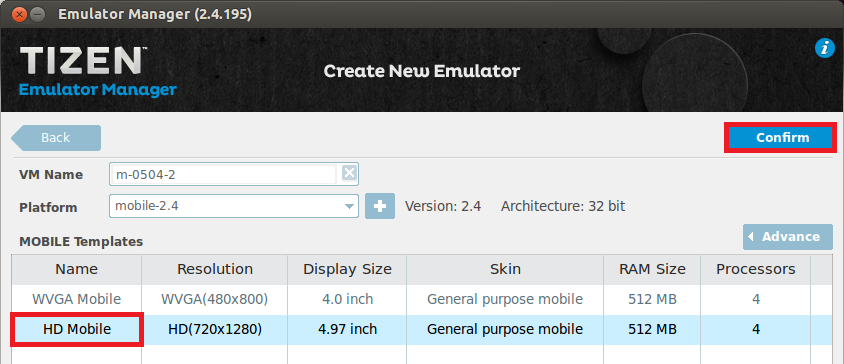 Emulator Manager (2.4.195)
TIZEN™
Emulator Manager
Create New Emulator
i
Back
Confirm
VM Name m-0504-2
Platform mobile-2.4 Version: 2.4 Architecture: 32 bit
MOBILE Templates Advance
Name Resolution Display Size Skin RAM Size Processors
WVGA Mobile WVGA(480x800) 4.0 inch General purpose mobile 512 MB 4
HD Mobile HD(720x1280) 4.97 inch General purpose mobile 512 MB 4